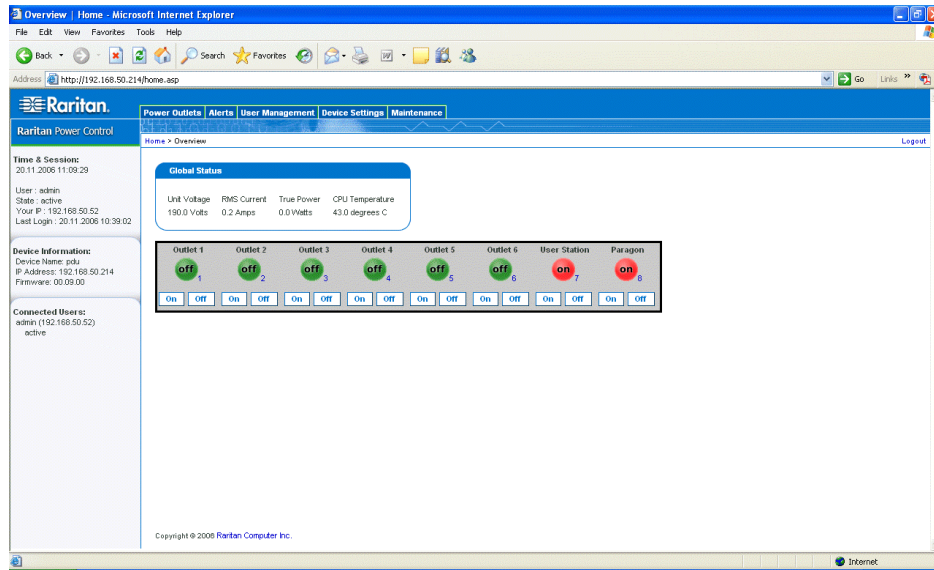 Overview | Home - Microsoft Internet Explorer
File Edit View Favorites Tools Help
Back Search Favorites
Address http://192.168.50.214/home.asp Go Links »
Raritan.
Power Outlets Alerts User Management Device Settings Maintenance
Raritan Power Control
Home > Overview Logout
Time & Session:
20.11.2006 11:09:29
User : admin
State : active
Your IP : 192.168.50.52
Last Login : 20.11.2006 10:39:02
Device Information:
Device Name: pdu
IP Address: 192.168.50.214
Firmware: 00.09.00
Connected Users:
admin (192.168.50.52)
active
Global Status
Unit Voltage RMS Current True Power CPU Temperature
190.0 Volts 0.2 Amps 0.0 Watts 43.0 degrees C
Outlet 1 Outlet 2 Outlet 3 Outlet 4 Outlet 5 Outlet 6 User Station Paragon
off 1 off 2 off 3 off 4 off 5 off 6 on 7 on 8
On Off On Off On Off On Off On Off On Off On Off On Off
Copyright © 2006 Raritan Computer Inc.
Internet